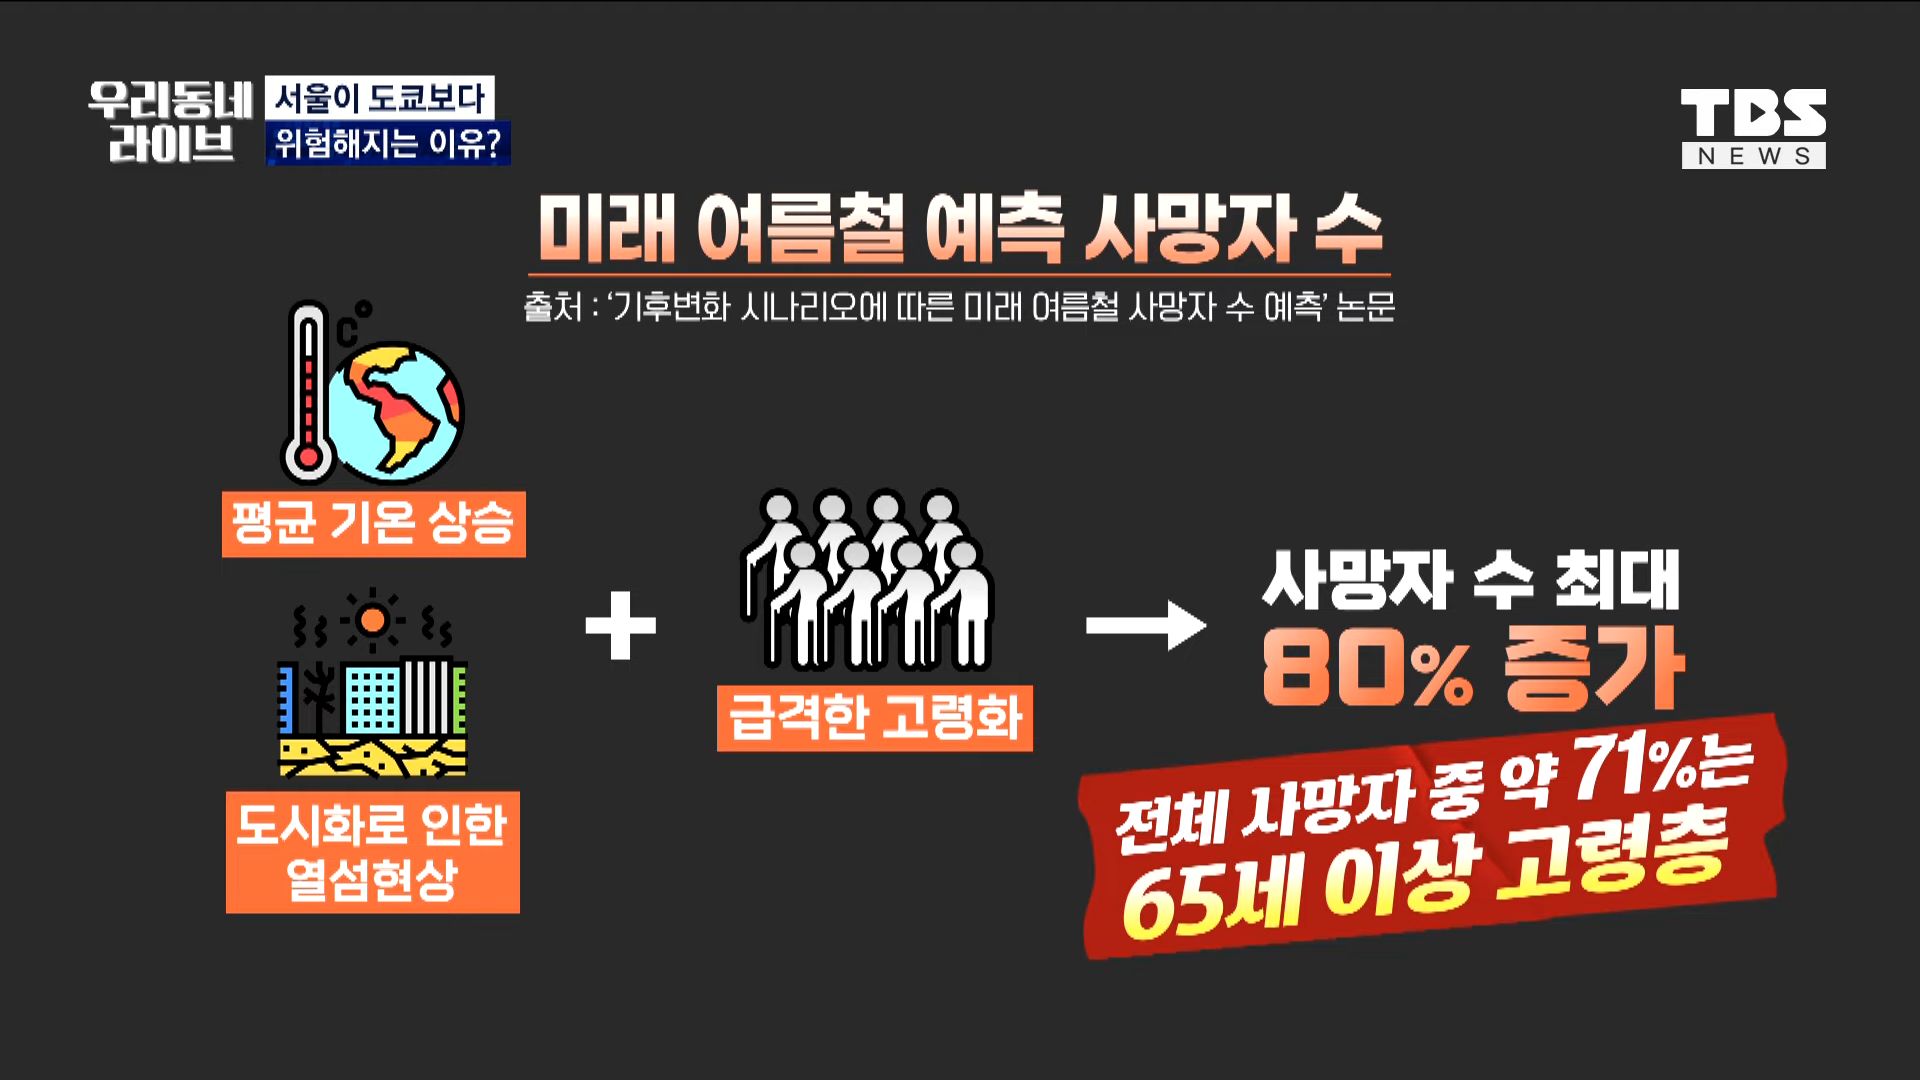 우리동네
라이브
서울이 도쿄보다
위험해지는 이유?
TBS
NEWS
미래 여름철 예측 사망자 수
출처 : ‘기후변화 시나리오에 따른 미래 여름철 사망자 수 예측’ 논문
C°
평균 기온 상승
도시화로 인한
열섬현상
+
급격한 고령화
사망자 수 최대
80% 증가
전체 사망자 중 약 71%는
65세 이상 고령층